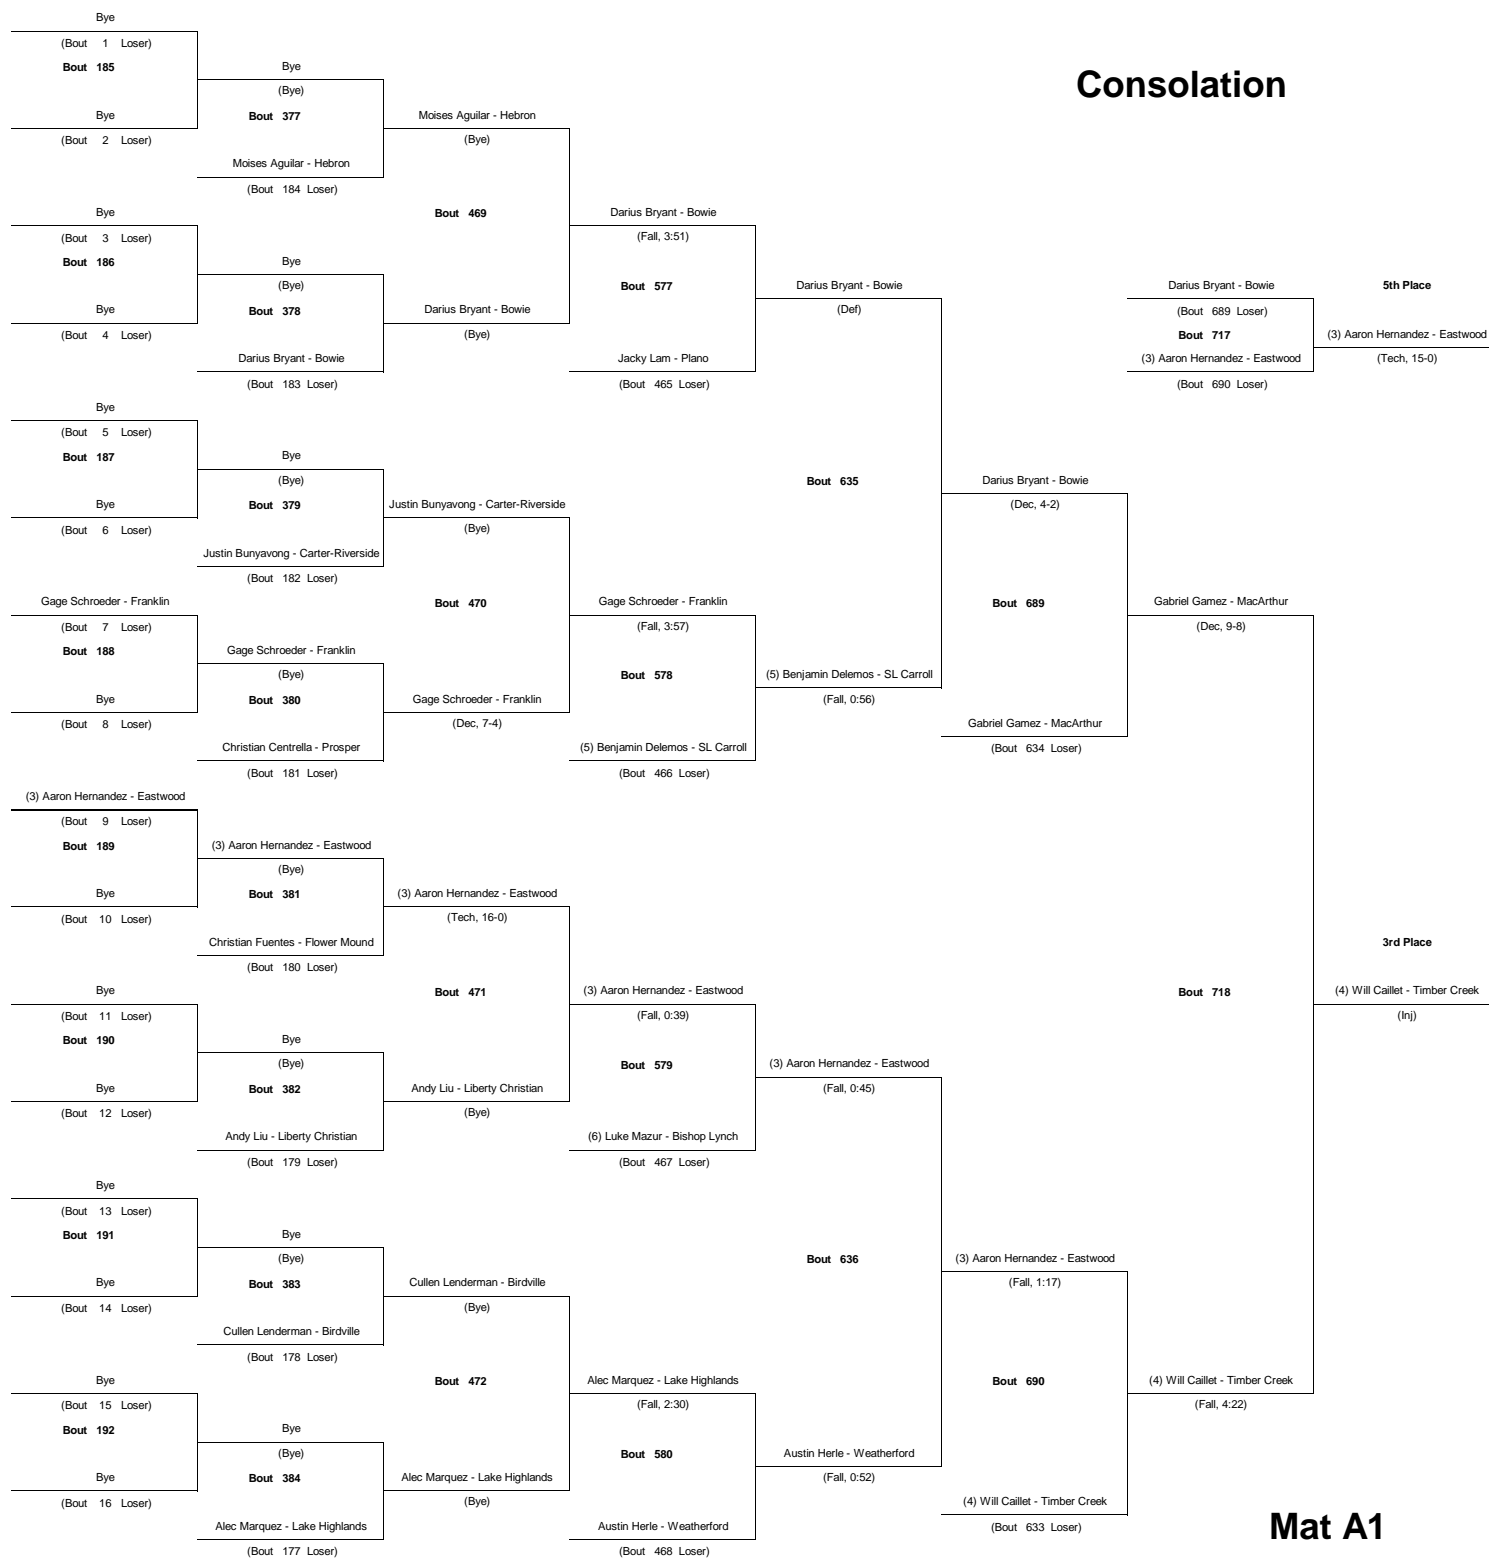 Bye
(Bout 1 Loser)
Bout 185
Bye
Consolation
(Bye)
Bye
Bout 377
Moises Aguilar - Hebron
(Bout 2 Loser)
(Bye)
Moises Aguilar - Hebron
(Bout 184 Loser)
Bye
Bout 469
Darius Bryant - Bowie
(Bout 3 Loser)
(Fall, 3:51)
Bout 186
Bye
(Bye)
Bout 577
Darius Bryant - Bowie
Darius Bryant - Bowie
5th Place
Bye
Bout 378
Darius Bryant - Bowie
(Def)
(Bout 689 Loser)
(Bout 4 Loser)
(Bye)
Bout 717
(3) Aaron Hernandez - Eastwood
Darius Bryant - Bowie
Jacky Lam - Plano
(3) Aaron Hernandez - Eastwood
(Tech, 15-0)
(Bout 183 Loser)
(Bout 465 Loser)
(Bout 690 Loser)
Bye
(Bout 5 Loser)
Bout 187
Bye
(Bye)
Bout 635
Darius Bryant - Bowie
Bye
Bout 379
Justin Bunyavong - Carter-Riverside
(Dec, 4-2)
(Bout 6 Loser)
(Bye)
Justin Bunyavong - Carter-Riverside
(Bout 182 Loser)
Gage Schroeder - Franklin
Bout 470
Gage Schroeder - Franklin
Bout 689
Gabriel Gamez - MacArthur
(Bout 7 Loser)
(Fall, 3:57)
(Dec, 9-8)
Bout 188
Gage Schroeder - Franklin
(Bye)
Bout 578
(5) Benjamin Delemos - SL Carroll
Bye
Bout 380
Gage Schroeder - Franklin
(Fall, 0:56)
(Bout 8 Loser)
(Dec, 7-4)
Gabriel Gamez - MacArthur
Christian Centrella - Prosper
(5) Benjamin Delemos - SL Carroll
(Bout 634 Loser)
(Bout 181 Loser)
(Bout 466 Loser)
(3) Aaron Hernandez - Eastwood
(Bout 9 Loser)
Bout 189
(3) Aaron Hernandez - Eastwood
(Bye)
Bye
Bout 381
(3) Aaron Hernandez - Eastwood
(Bout 10 Loser)
(Tech, 16-0)
Christian Fuentes - Flower Mound
3rd Place
(Bout 180 Loser)
Bye
Bout 471
(3) Aaron Hernandez - Eastwood
Bout 718
(4) Will Caillet - Timber Creek
(Bout 11 Loser)
(Fall, 0:39)
(Inj)
Bout 190
Bye
(Bye)
Bout 579
(3) Aaron Hernandez - Eastwood
Bye
Bout 382
Andy Liu - Liberty Christian
(Fall, 0:45)
(Bout 12 Loser)
(Bye)
Andy Liu - Liberty Christian
(6) Luke Mazur - Bishop Lynch
(Bout 179 Loser)
(Bout 467 Loser)
Bye
(Bout 13 Loser)
Bout 191
Bye
(Bye)
Bout 636
(3) Aaron Hernandez - Eastwood
Bye
Bout 383
Cullen Lenderman - Birdville
(Fall, 1:17)
(Bout 14 Loser)
(Bye)
Cullen Lenderman - Birdville
(Bout 178 Loser)
Bye
Bout 472
Alec Marquez - Lake Highlands
Bout 690
(4) Will Caillet - Timber Creek
(Bout 15 Loser)
(Fall, 2:30)
(Fall, 4:22)
Bout 192
Bye
(Bye)
Bout 580
Austin Herle - Weatherford
Bye
Bout 384
Alec Marquez - Lake Highlands
(Fall, 0:52)
(Bout 16 Loser)
(Bye)
(4) Will Caillet - Timber Creek
Alec Marquez - Lake Highlands
Austin Herle - Weatherford
(Bout 633 Loser)
Mat A1
(Bout 177 Loser)
(Bout 468 Loser)